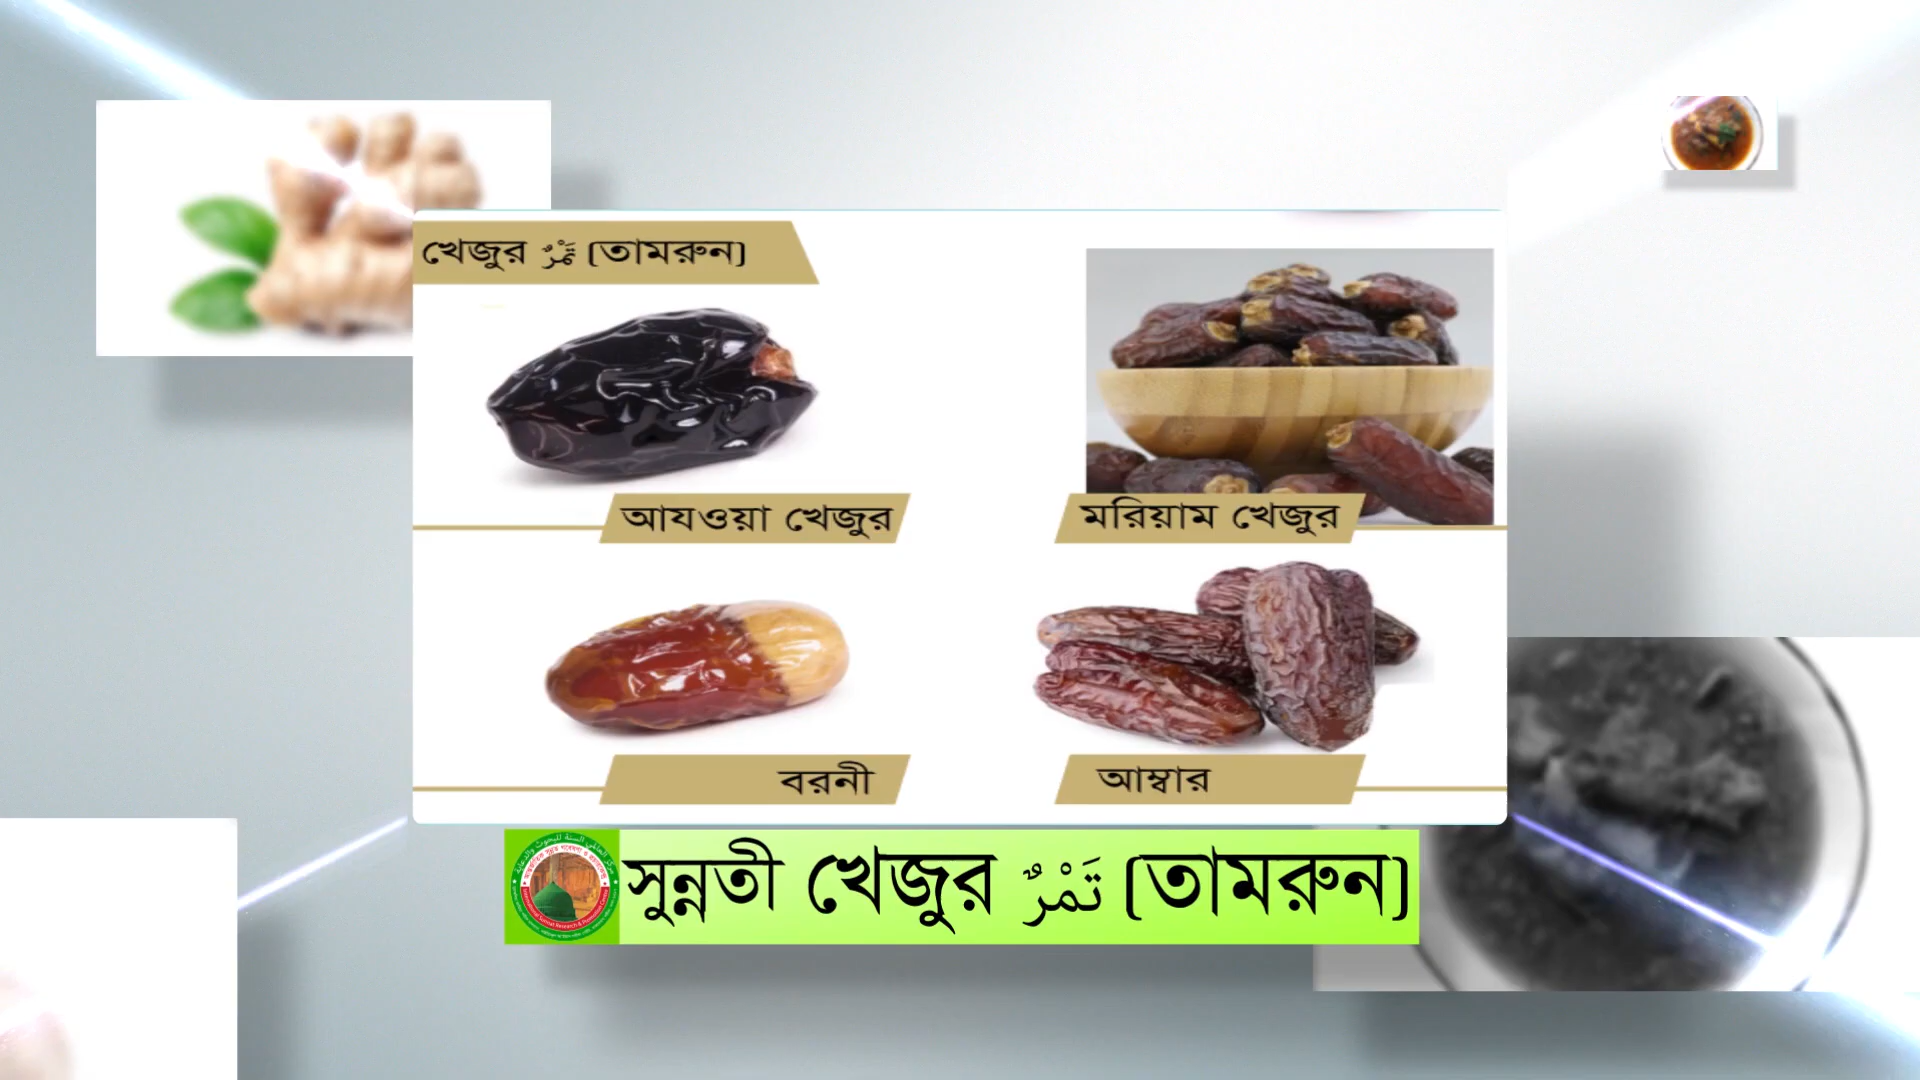 খেজুর تَمْرٌ (তামরুন)
আযওয়া খেজুর
মরিয়াম খেজুর
বরনী
আম্বার
সুন্নতী খেজুর تَمْرٌ (তামরুন)